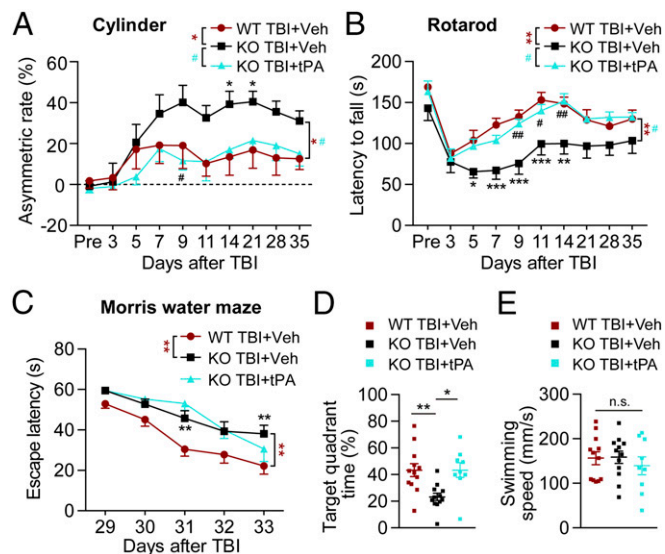 A
Cylinder
WT TBI+Veh
KO TBI+Veh
KO TBI+tPA
*
#
Asymmetric rate (%)
60
40
20
0
-20
* *
#
* #
Pre 3 5 7 9 11 14 21 28 35
Days after TBI
B
Rotarod
WT TBI+Veh
KO TBI+Veh
KO TBI+tPA
**
#
Latency to fall (s)
200
150
100
50
0
## # ##
* *** *** *** **
** #
Pre 3 5 7 9 11 14 21 28 35
Days after TBI
C
Morris water maze
WT TBI+Veh
KO TBI+Veh
KO TBI+tPA
**
Escape latency (s)
80
60
40
20
0
** **
**
29 30 31 32 33
Days after TBI
D
WT TBI+Veh
KO TBI+Veh
KO TBI+tPA
Target quadrant
time (%)
100
80
60
40
20
0
** *
E
WT TBI+Veh
KO TBI+Veh
KO TBI+tPA
Swimming
speed (mm/s)
300
200
100
0
n.s.